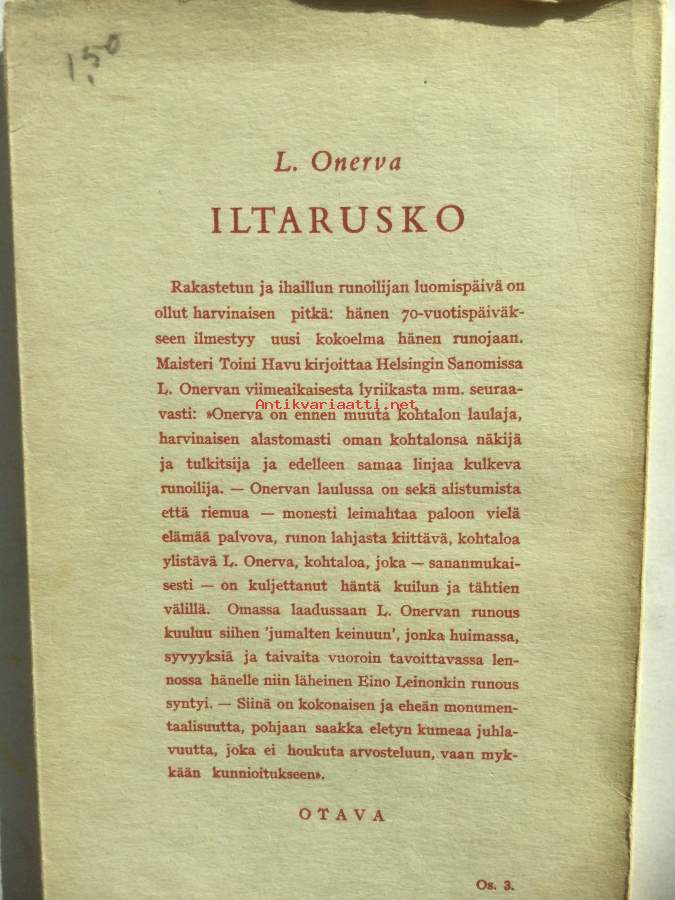 1,50
L. Onerva
ILTARUSKO
Rakastetun ja ihaillun runoilijan luomispäivä on
ollut harvinaisen pitkä: hänen 70-vuotispäiväk-
seen ilmestyy uusi kokoelma hänen runojaan.
Maisteri Toini Havu kirjoittaa Helsingin Sanomissa
L. Onervan viimeaikaisesta lyriikasta mm. seuraa-
vasti: »Onerva on ennen muuta kohtalon laulaja,
Antikvariaatti.net
harvinaisen alastomasti oman kohtalonsa näkijä
ja tulkitsija ja edelleen samaa linjaa kulkeva
runoilija. — Onervan laulussa on sekä alistumista
että riemua — monesti leimahtaa paloon vielä
elämää palvova, runon lahjasta kiittävä, kohtaloa
ylistävä L. Onerva, kohtaloa, joka — sananmukai-
sesti — on kuljettanut häntä kuilun ja tähtien
välillä. Omassa laadussaan L. Onervan runous
kuuluu siihen 'jumalten keinuun', jonka huimassa,
syvyyksiä ja taivaita vuoroin tavoittavassa len-
nossa hänelle niin läheinen Eino Leinonkin runous
syntyi. — Siinä on kokonaisen ja eheän monumen-
taalisuutta, pohjaan saakka eletyn kumeaa juhla-
vuutta, joka ei houkuta arvosteluun, vaan myk-
kään kunnioitukseen».
OTAVA
Os. 3.